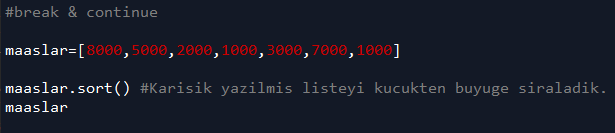 #break & continue
maaslar=[8000,5000,2000,1000,3000,7000,1000]
maaslar.sort() #Karisik yazilmis listeyi kucukten buyuge siraladik.
maaslar